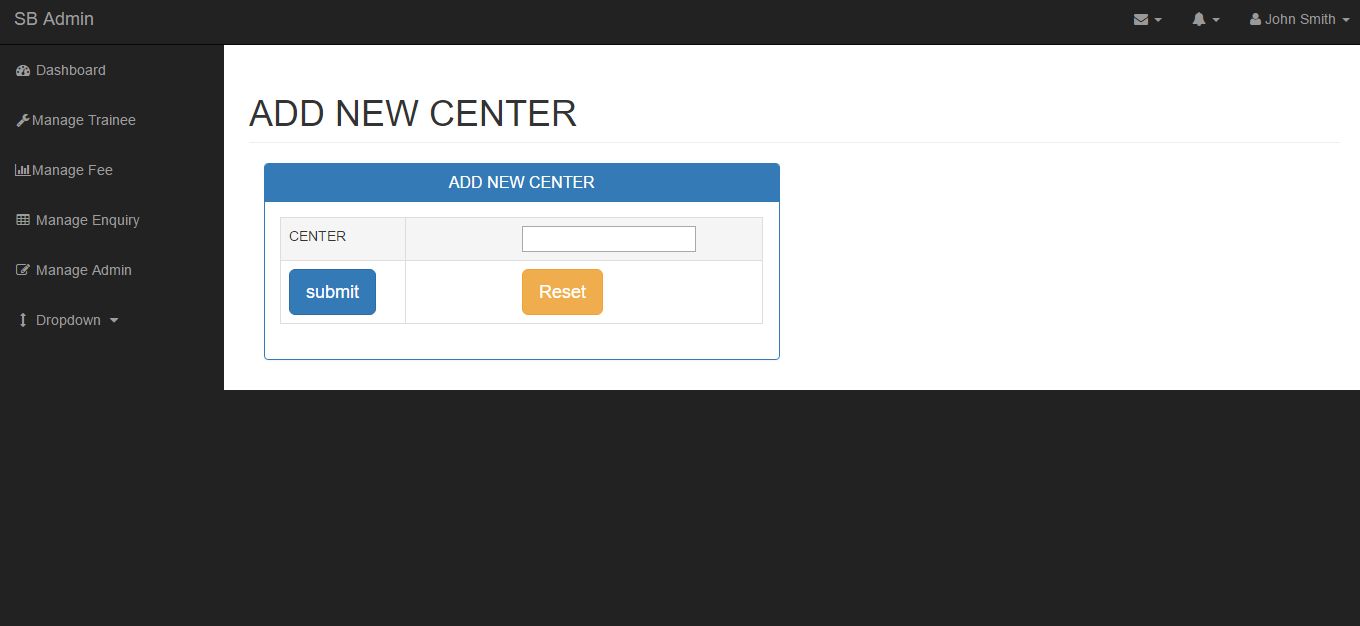 SB Admin
John Smith
Dashboard
Manage Trainee
Manage Fee
Manage Enquiry
Manage Admin
Dropdown
ADD NEW CENTER
ADD NEW CENTER
CENTER
submit
Reset